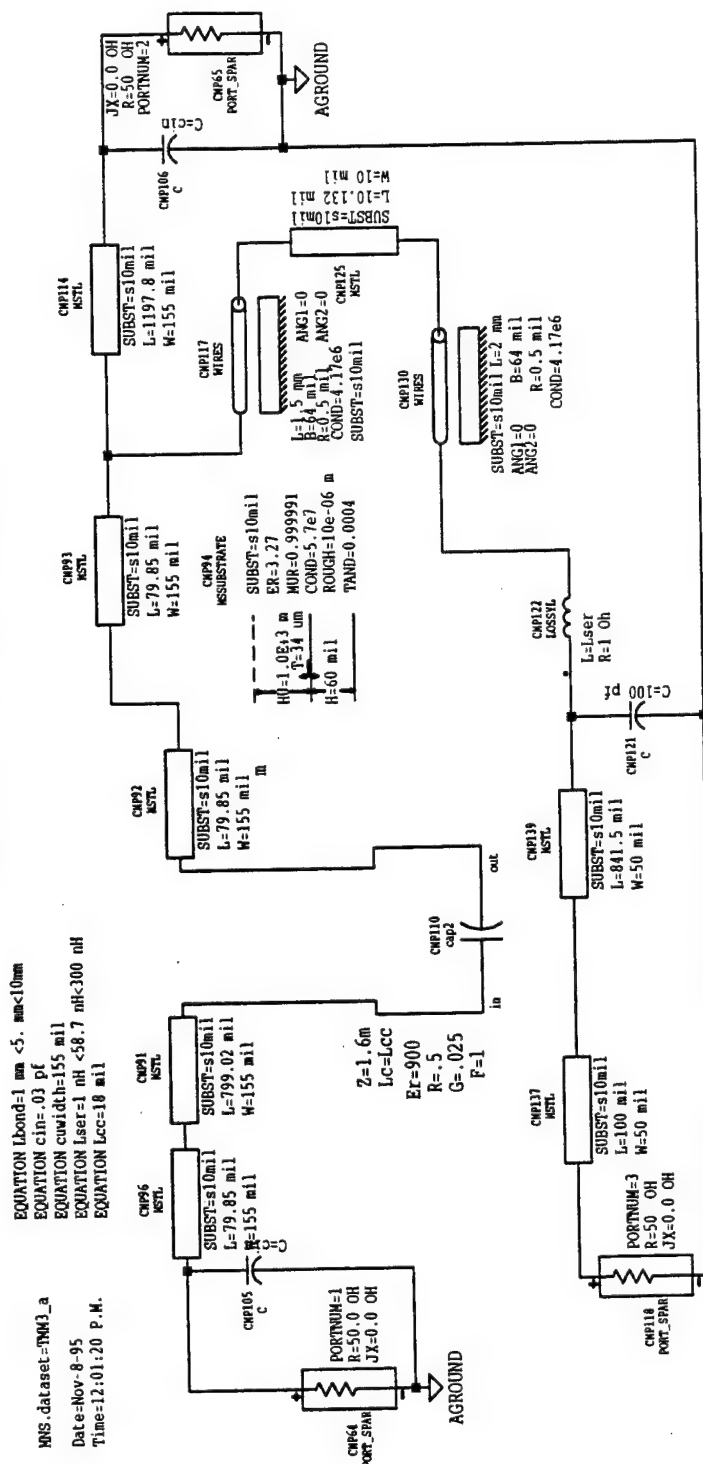 MNS.dataset=TMM3_a
Date=Nov-8-95
Time=12:01:20 P.M.
EQUATION Lbond=1 mm <5. mm<10mm
EQUATION cin=.03 pf
EQUATION cuwidth=155 mil
EQUATION Lser=1 nH <58.7 nH<300 nH
EQUATION Lcc=18 mil
CMP64
PORT_SPAR
PORTNUM=1
R=50.0 OH
JX=0.0 OH
AGROUND
CMP105
C
CMP96
MSTL
SUBST=s10mil
L=79.85 mil
W=155 mil
CMP91
MSTL
SUBST=s10mil
L=799.02 mil
W=155 mil
Z=1.6m
Lc=Lcc
Er=900
R=.5
G=.025
F=1
in
CMP110
cap2
out
CMP92
MSTL
SUBST=s10mil
L=79.85 mil
W=155 mil
m
CMP93
MSTL
SUBST=s10mil
L=79.85 mil
W=155 mil
CMP94
MSSUBSTRATE
SUBST=s10mil
ER=3.27
MUR=0.999991
COND=5.7e7
ROUGH=10e-06 m
TAND=0.0004
HU=1.0E+3 m
T=34 um
H=60 mil
CMP114
MSTL
SUBST=s10mil
L=1197.8 mil
W=155 mil
CMP106
C
C=cin
JX=0.0 OH
R=50 OH
PORTNUM=2
CMP65
PORT_SPAR
AGROUND
CMP117
WIRES
L=1.5 mm
B=64 mil
R=0.5 mil
COND=4.17e6
SUBST=s10mil
ANG1=0
ANG2=0
CMP125
MSTL
SUBST=s10mil
L=10.132 mil
W=10 mil
CMP130
WIRES
SUBST=s10mil L=2 mm
ANG1=0
ANG2=0
B=64 mil
R=0.5 mil
COND=4.17e6
CMP122
LOSSYL
L=Lser
R=1 Oh
CMP121
C
C=100 pf
CMP139
MSTL
SUBST=s10mil
L=841.5 mil
W=50 mil
CMP137
MSTL
SUBST=s10mil
L=100 mil
W=50 mil
CMP118
PORT_SPAR
PORTNUM=3
R=50 OH
JX=0.0 OH